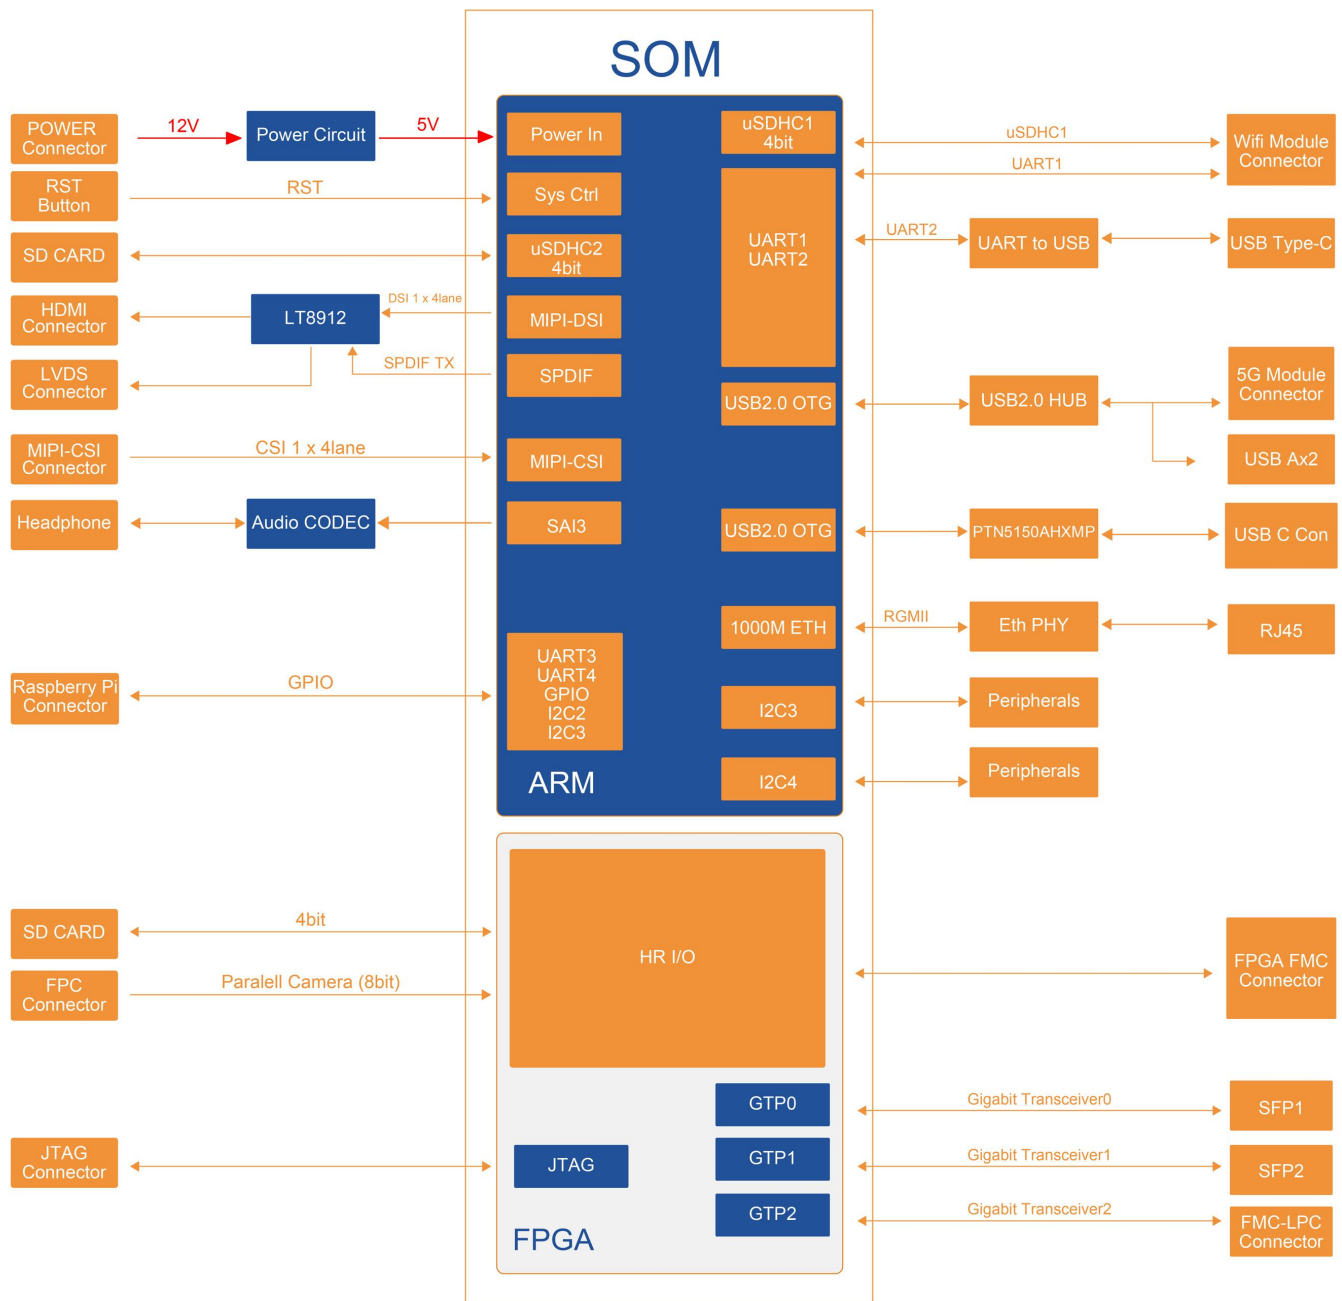 SOM
POWER
Connector
12V
Power Circuit
5V
Power In
uSDHC1
4bit
uSDHC1
Wifi Module
Connector
UART1
RST
Button
RST
Sys Ctrl
UART1
UART2
UART2
UART to USB
USB Type-C
SD CARD
uSDHC2
4bit
HDMI
Connector
LT8912
DSI 1 x 4lane
MIPI-DSI
LVDS
Connector
SPDIF TX
SPDIF
USB2.0 OTG
USB2.0 HUB
5G Module
Connector
USB Ax2
MIPI-CSI
Connector
CSI 1 x 4lane
MIPI-CSI
Headphone
Audio CODEC
SAI3
USB2.0 OTG
PTN5150AHXMP
USB C Con
1000M ETH
RGMII
Eth PHY
RJ45
Raspberry Pi
Connector
GPIO
UART3
UART4
GPIO
I2C2
I2C3
I2C3
Peripherals
ARM
I2C4
Peripherals
SD CARD
4bit
HR I/O
FPC
Connector
Paralell Camera (8bit)
FPGA FMC
Connector
GTP0
Gigabit Transceiver0
SFP1
JTAG
Connector
JTAG
GTP1
Gigabit Transceiver1
SFP2
GTP2
Gigabit Transceiver2
FMC-LPC
Connector
FPGA